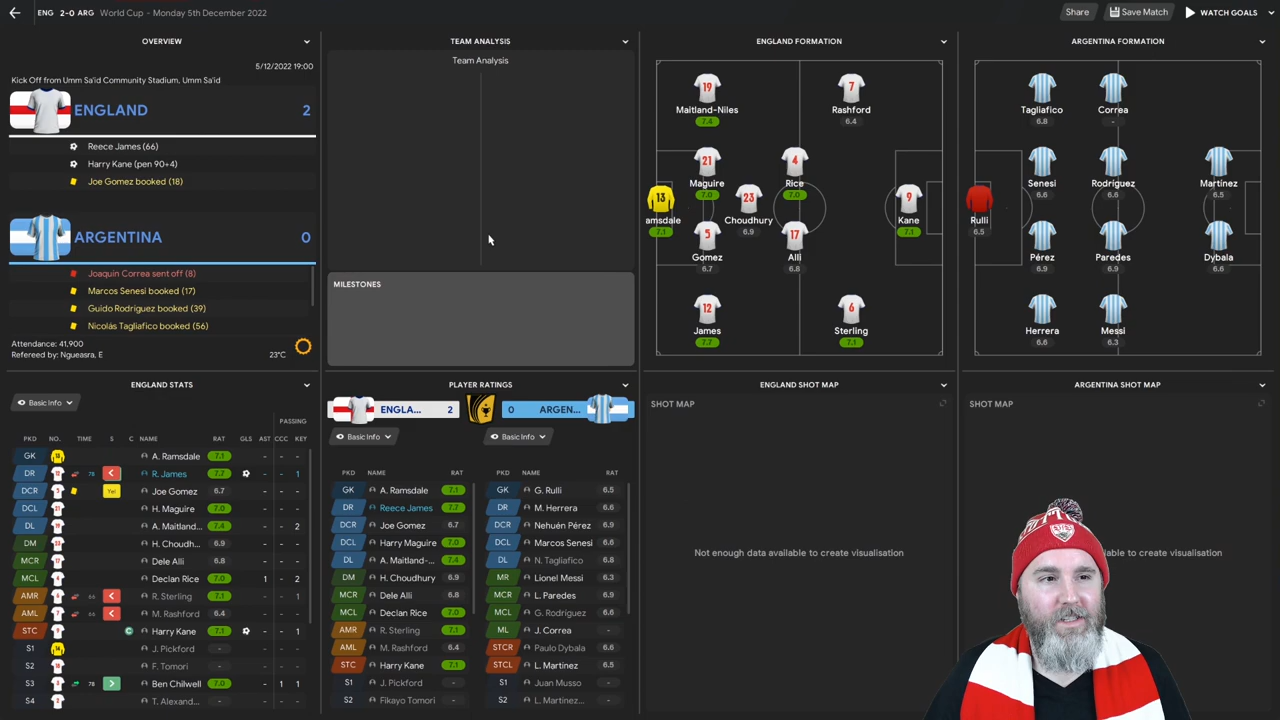 ENG 2-0 ARG World Cup - Monday 5th December 2022
Share
Save Match
WATCH GOALS
OVERVIEW
5/12/2022 19:00
Kick Off from Umm Sa'id Community Stadium, Umm Sa'id
ENGLAND 2
Reece James (66)
Harry Kane (pen 90+4)
Joe Gomez booked (18)
ARGENTINA 0
Joaquín Correa sent off (8)
Marcos Senesi booked (17)
Guido Rodríguez booked (39)
Nicolás Tagliafico booked (56)
Attendance: 41,900
Refereed by: Ngueasra, E
23°C
TEAM ANALYSIS
Team Analysis
MILESTONES
ENGLAND FORMATION
19
Maitland-Niles
7.4
7
Rashford
6.4
21
Maguire
7.0
4
Rice
7.0
13
amsdale
7.1
23
Choudhury
6.9
9
Kane
7.1
5
Gomez
6.7
17
Alli
6.8
12
James
7.7
6
Sterling
7.1
ARGENTINA FORMATION
Tagliafico
6.8
Correa
-
Senesi
6.6
Rodríguez
6.6
Martínez
6.5
Rulli
6.5
Pérez
6.9
Paredes
6.9
Dybala
6.6
Herrera
6.6
Messi
6.3
ENGLAND STATS
Basic Info
PASSING
PKD NO. TIME S C NAME RAT GLS AST CCC KEY
GK A. Ramsdale 7.1 - - - -
DR 78 R. James 7.7 - - 1
DCR 5 Yel Joe Gomez 6.7 - - - -
DCL H. Maguire 7.0 - - - -
DL A. Maitland... 7.4 - - - 2
DM H. Choudh... 6.9 - - - -
MCR Dele Alli 6.8 - - - -
MCL 4 Declan Rice 7.0 - 1 - 2
AMR 66 R. Sterling 7.1 - - - 1
AML 66 M. Rashford 6.4 - - - -
STC C Harry Kane 7.1 - - 1
S1 J. Pickford - - - - -
S2 F. Tomori - - - - -
S3 78 Ben Chilwell 7.0 - - 1 1
S4 T. Alexand... - - - - -
PLAYER RATINGS
ENGLA... 2
0 ARGEN...
Basic Info
Basic Info
PKD NAME RAT PKD NAME RAT
GK A. Ramsdale 7.1 GK G. Rulli 6.5
DR Reece James 7.7 DR M. Herrera 6.6
DCR Joe Gomez 6.7 DCR Nehuén Pérez 6.9
DCL Harry Maguire 7.0 DCL Marcos Senesi 6.6
DL A. Maitland-... 7.4 DL N. Tagliafico 6.8
DM H. Choudhury 6.9 MR Lionel Messi 6.3
MCR Dele Alli 6.8 MCR L. Paredes 6.9
MCL Declan Rice 7.0 MCL G. Rodríguez 6.6
AMR R. Sterling 7.1 ML J. Correa -
AML M. Rashford 6.4 STCR Paulo Dybala 6.6
STC Harry Kane 7.1 STCL L. Martínez 6.5
S1 J. Pickford - S1 Juan Musso -
S2 Fikayo Tomori - S2 L. Martínez... -
ENGLAND SHOT MAP
SHOT MAP
Not enough data available to create visualisation
ARGENTINA SHOT MAP
SHOT MAP
able to create visualisation